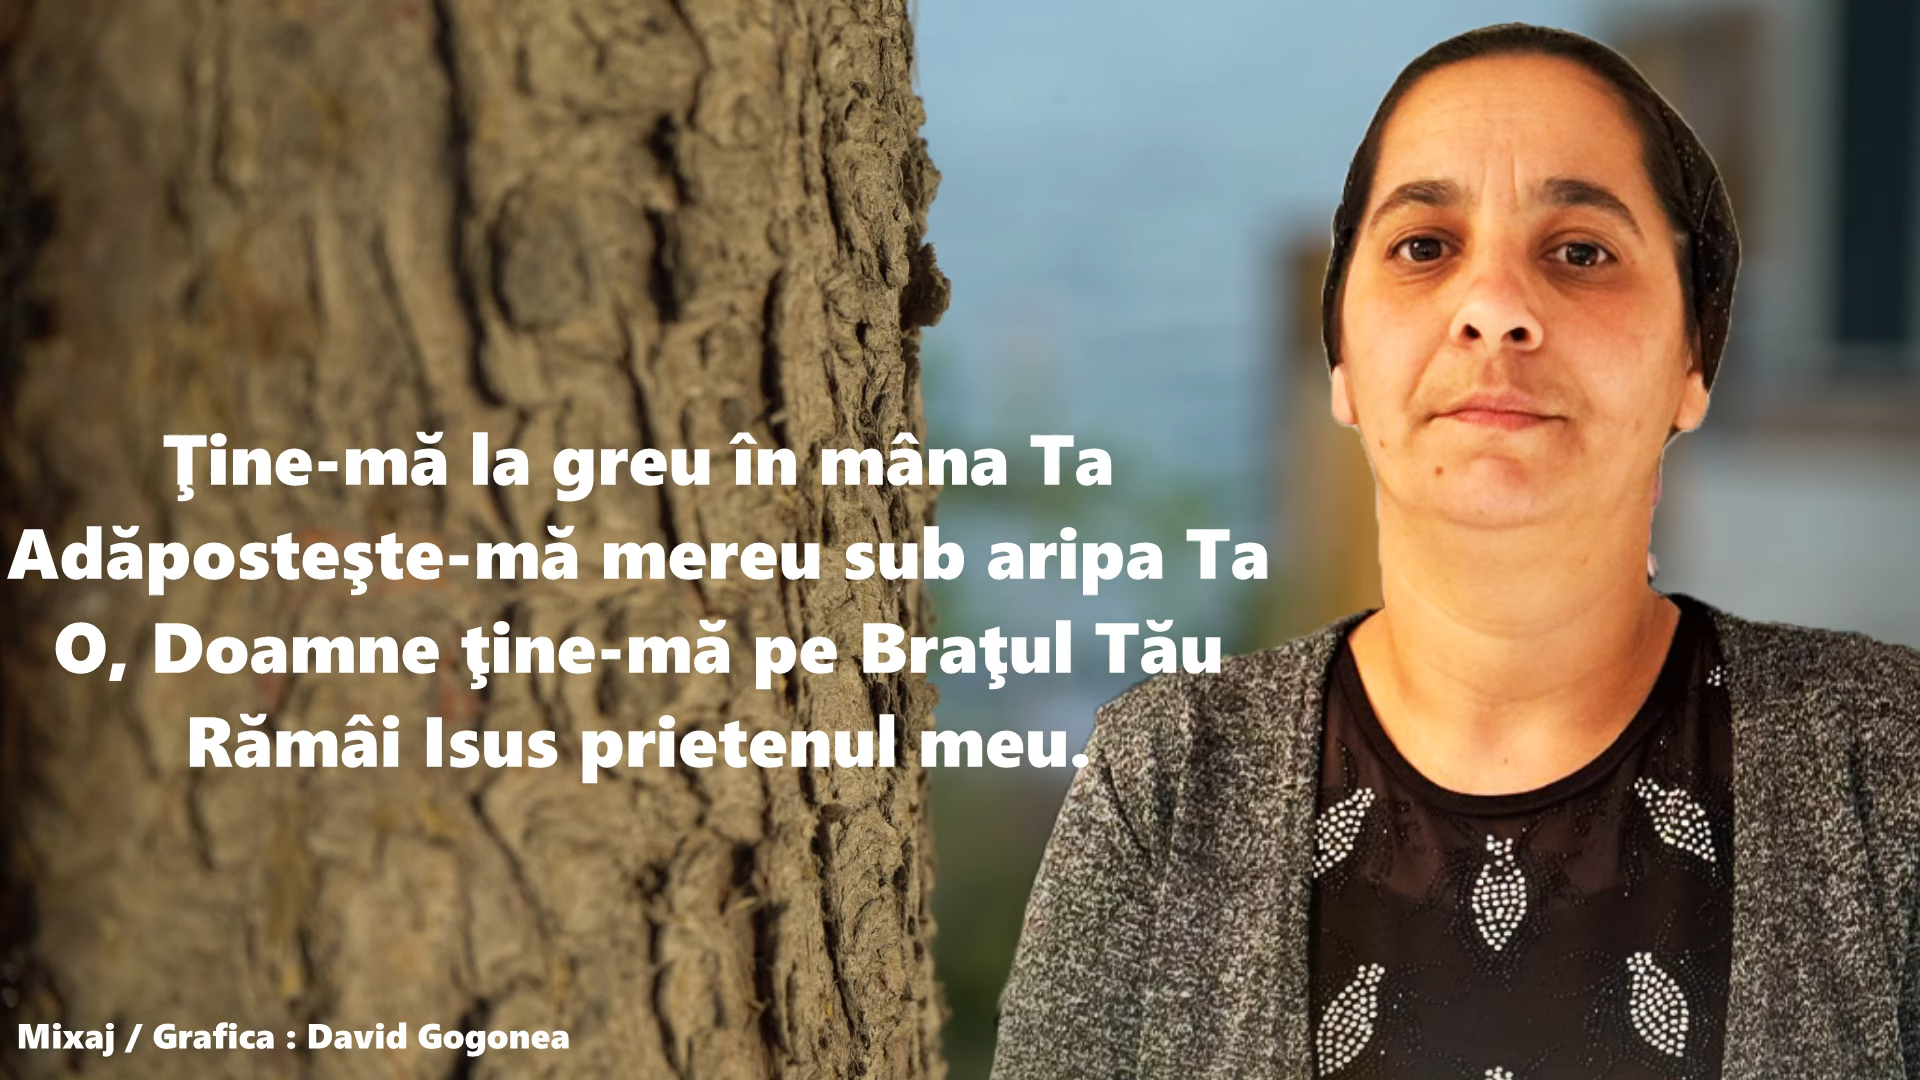 Ţine-mă la greu în mâna Ta
Adăposteşte-mă mereu sub aripa Ta
O, Doamne ţine-mă pe Braţul Tău
Rămâi Isus prietenul meu.
Mixaj / Grafica : David Gogonea